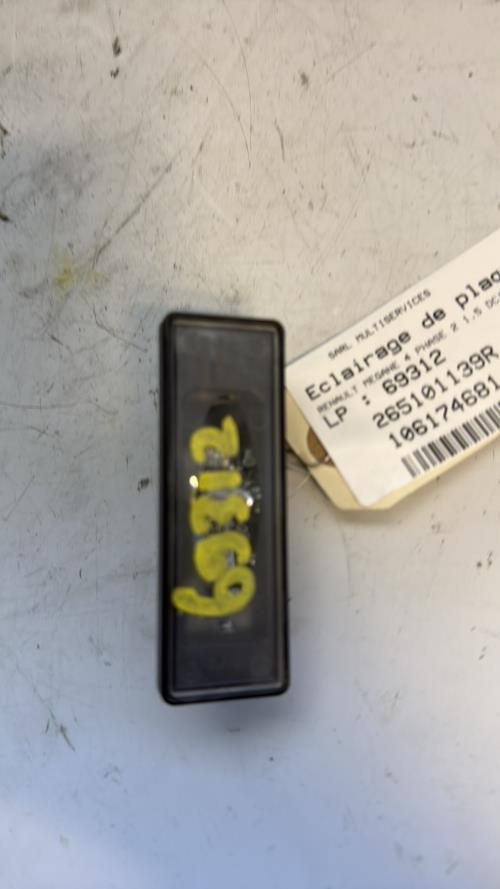 SARL MULTISERVICES
Eclairage de plaq
RENAULT MEGANE 4 PHASE 2 1.5 DCI
LP : 69312
265101139R
106174681
69312